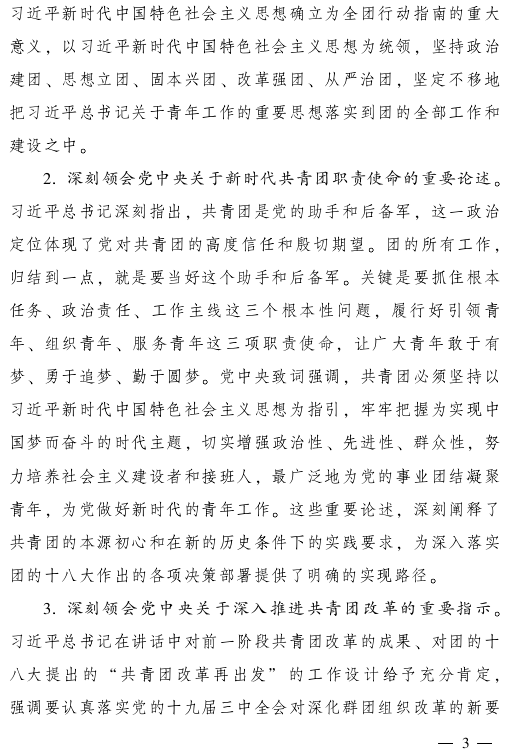 习近平新时代中国特色社会主义思想确立为全团行动指南的重大
意义，以习近平新时代中国特色社会主义思想为统领，坚持政治
建团、思想立团、固本兴团、改革强团、从严治团，坚定不移地
把习近平总书记关于青年工作的重要思想落实到团的全部工作和
建设之中。
2. 深刻领会党中央关于新时代共青团职责使命的重要论述。
习近平总书记深刻指出，共青团是党的助手和后备军，这一政治
定位体现了党对共青团的高度信任和殷切期望。团的所有工作，
归结到一点，就是要当好这个助手和后备军。关键是要抓住根本
任务、政治责任、工作主线这三个根本性问题，履行好引领青
年、组织青年、服务青年这三项职责使命，让广大青年敢于有
梦、勇于追梦、勤于圆梦。党中央致词强调，共青团必须坚持以
习近平新时代中国特色社会主义思想为指引，牢牢把握为实现中
国梦而奋斗的时代主题，切实增强政治性、先进性、群众性，努
力培养社会主义建设者和接班人，最广泛地为党的事业团结凝聚
青年，为党做好新时代的青年工作。这些重要论述，深刻阐释了
共青团的本源初心和在新的历史条件下的实践要求，为深入落实
团的十八大作出的各项决策部署提供了明确的实现路径。
3. 深刻领会党中央关于深入推进共青团改革的重要指示。
习近平总书记在讲话中对前一阶段共青团改革的成果、对团的十
八大提出的“共青团改革再出发”的工作设计给予充分肯定，
强调要认真落实党的十九届三中全会对深化群团组织改革的新要
— 3 —